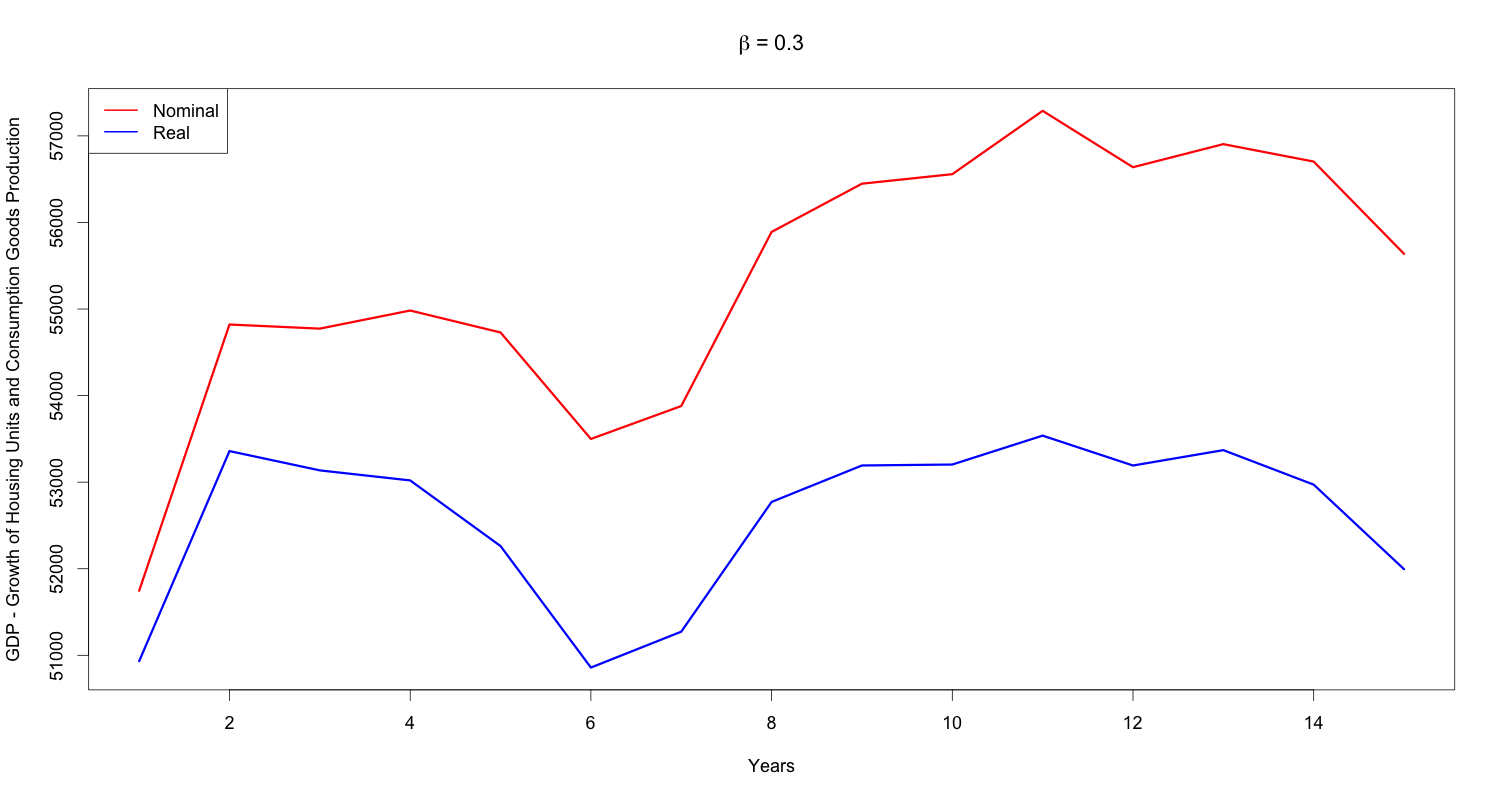 β = 0.3
Nominal
Real
GDP - Growth of Housing Units and Consumption Goods Production
57000
56000
55000
54000
53000
52000
51000
2 4 6 8 10 12 14
Years